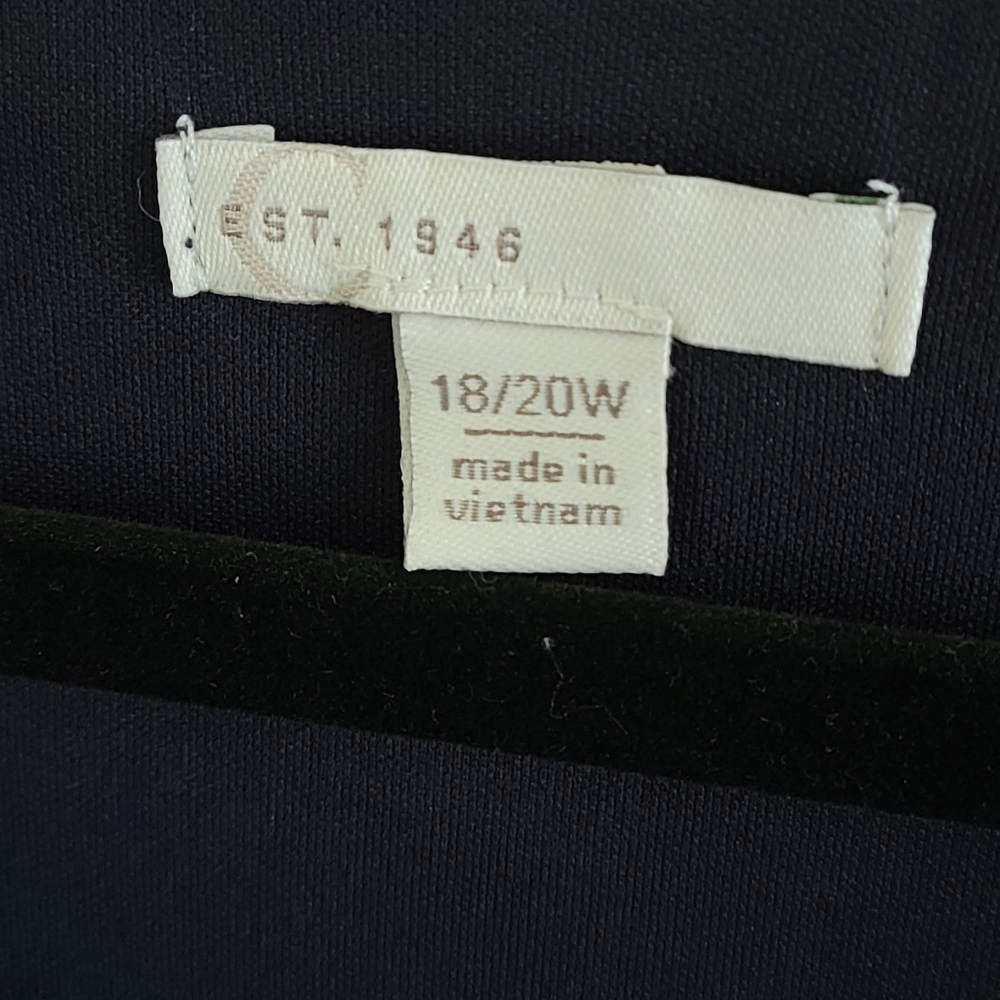 C
EST. 1946
18/20W
made in
vietnam